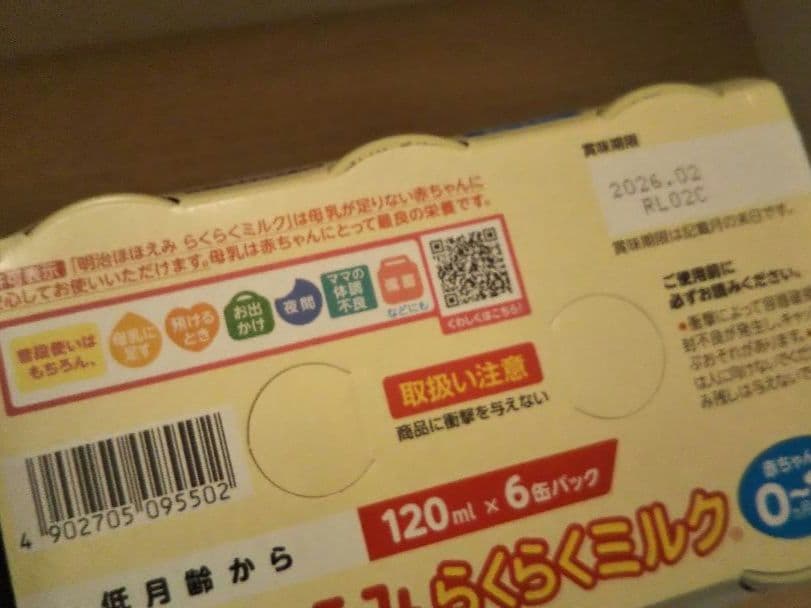 賞味期限
2026.02
RL02C
賞味期限は記載月の末日です。
「明治ほほえみ らくらくミルク」は母乳が足りない赤ちゃんに
安心してお使いいただけます。母乳は赤ちゃんにとって最良の栄養です。
普段使いは
もちろん、
母乳に
足す
預ける
とき
お出
かけ
夜間
ママの
体調
不良
などにも
くわしくはこちら!
ご使用前に
必ずお読みください。
取扱い注意
商品に衝撃を与えない
4 902705 095502
120ml × 6缶パック
低月齢から
らくらくミルク
赤ちゃん